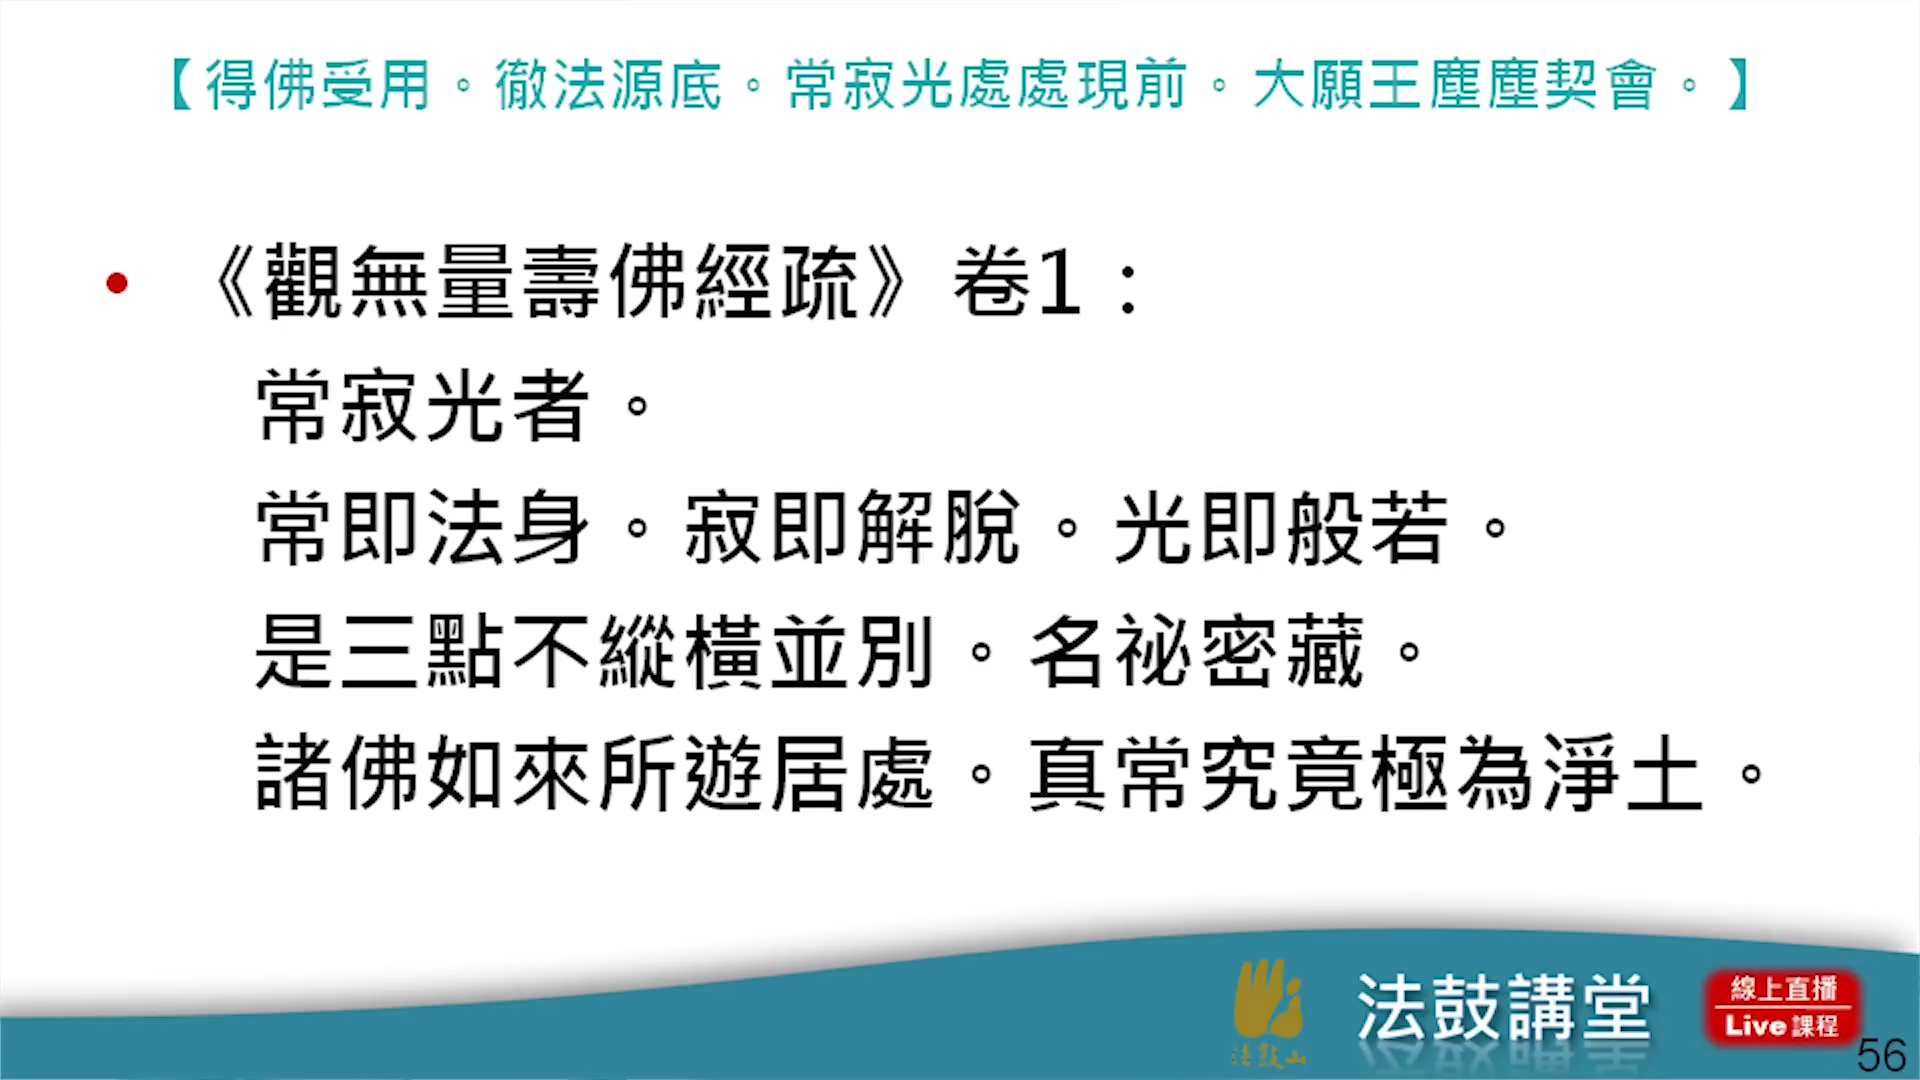 【得佛受用。徹法源底。常寂光處處現前。大願王塵塵契會。】
• 《觀無量壽佛經疏》卷1：
常寂光者。
常即法身。寂即解脫。光即般若。
是三點不縱橫並別。名祕密藏。
諸佛如來所遊居處。真常究竟極為淨土。
法鼓山
法鼓講堂
線上直播
Live課程
56